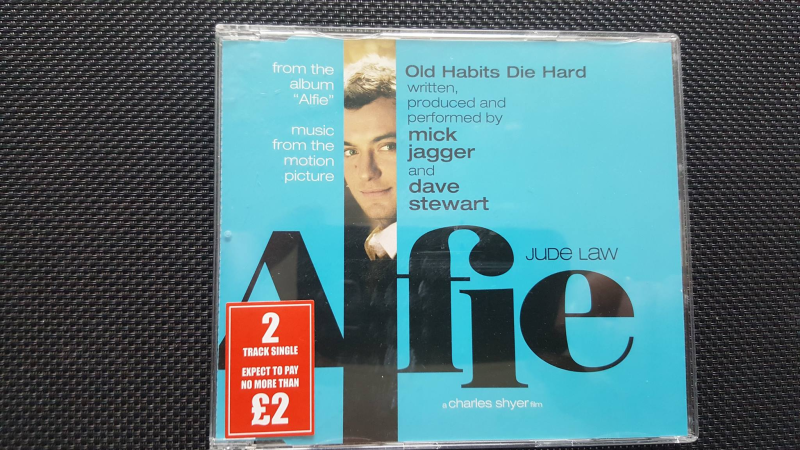 from the
album
"Alfie"
music
from the
motion
picture
Old Habits Die Hard
written,
produced and
performed by
mick
jagger
and
dave
stewart
JUDE LAW
Alfie
a charles shyer film
2
TRACK SINGLE
EXPECT TO PAY
NO MORE THAN
£2